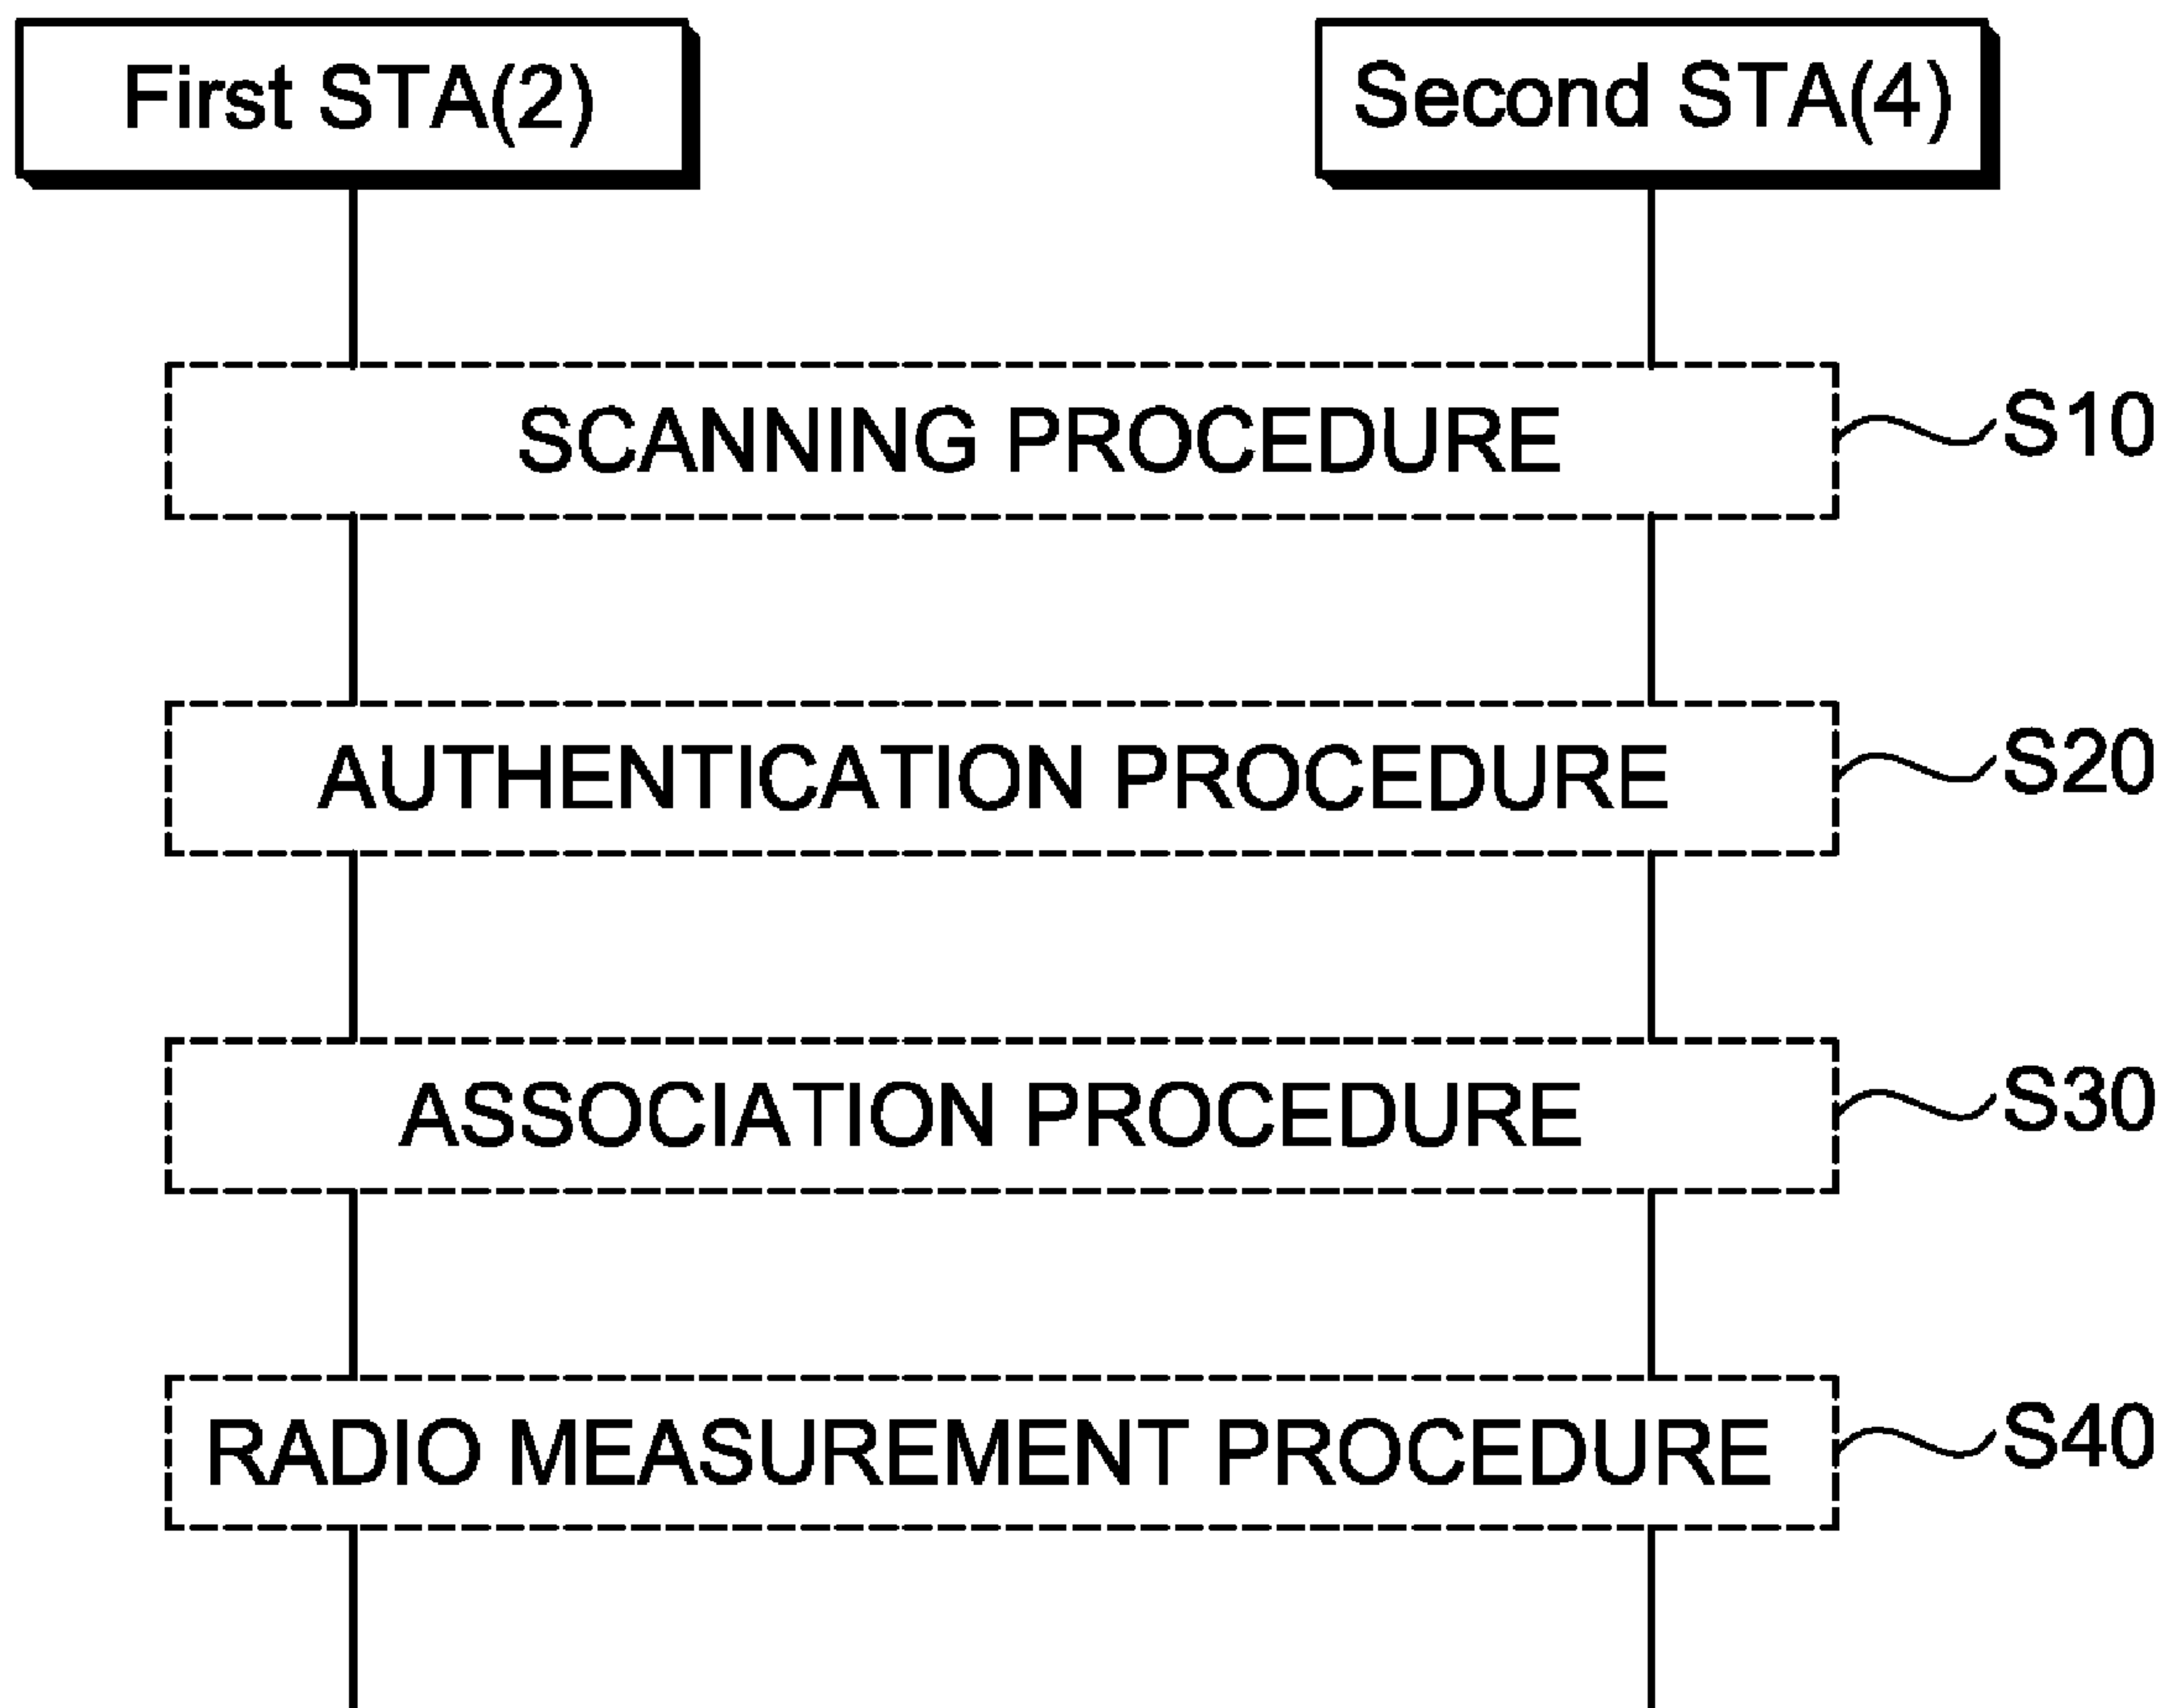 First STA(2)
Second STA(4)
SCANNING PROCEDURE
S10
AUTHENTICATION PROCEDURE
S20
ASSOCIATION PROCEDURE
S30
RADIO MEASUREMENT PROCEDURE
S40